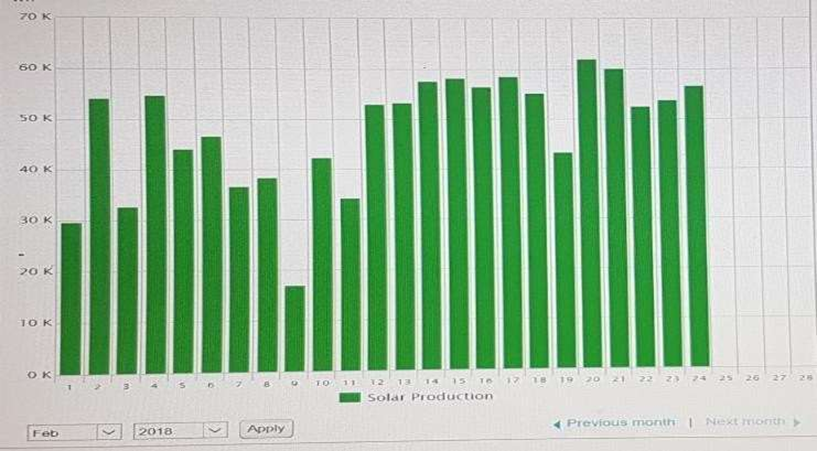 70 K
60 K
50 K
40 K
30 K
20 K
10 K
0 K
1 2 3 4 5 6 7 8 9 10 11 12 13 14 15 16 17 18 19 20 21 22 23 24 25 26 27 28
Solar Production
Previous month | Next month
Feb 2018 Apply